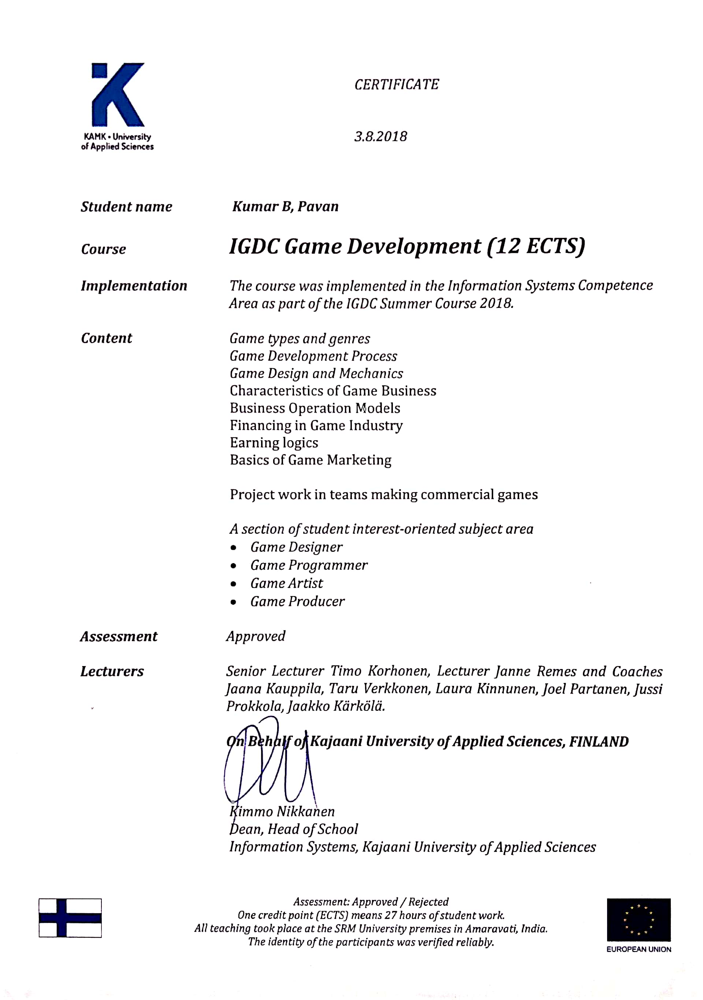 KAMK • University
of Applied Sciences
CERTIFICATE
3.8.2018
Student name Kumar B, Pavan
Course IGDC Game Development (12 ECTS)
Implementation The course was implemented in the Information Systems Competence
Area as part of the IGDC Summer Course 2018.
Content Game types and genres
Game Development Process
Game Design and Mechanics
Characteristics of Game Business
Business Operation Models
Financing in Game Industry
Earning logics
Basics of Game Marketing
Project work in teams making commercial games
A section of student interest-oriented subject area
• Game Designer
• Game Programmer
• Game Artist
• Game Producer
Assessment Approved
Lecturers Senior Lecturer Timo Korhonen, Lecturer Janne Remes and Coaches
Jaana Kauppila, Taru Verkkonen, Laura Kinnunen, Joel Partanen, Jussi
Prokkola, Jaakko Kärkölä.
On Behalf of Kajaani University of Applied Sciences, FINLAND
Kimmo Nikkanen
Dean, Head of School
Information Systems, Kajaani University of Applied Sciences
Assessment: Approved / Rejected
One credit point (ECTS) means 27 hours of student work.
All teaching took place at the SRM University premises in Amaravati, India.
The identity of the participants was verified reliably.
EUROPEAN UNION